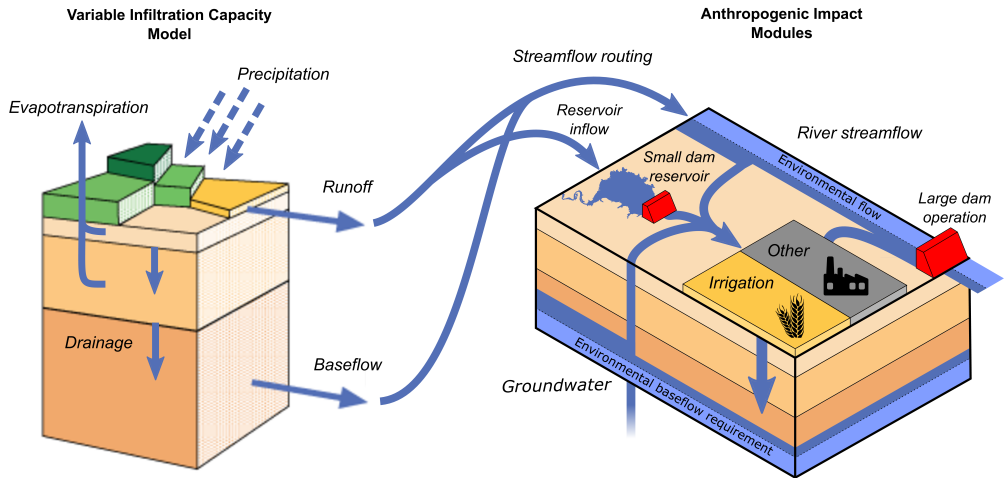 Variable Infiltration Capacity
Model
Anthropogenic Impact
Modules
Precipitation
Evapotranspiration
Runoff
Drainage
Baseflow
Streamflow routing
Reservoir
inflow
Small dam
reservoir
River streamflow
Environmental flow
Large dam
operation
Other
Irrigation
Groundwater
Environmental baseflow requirement